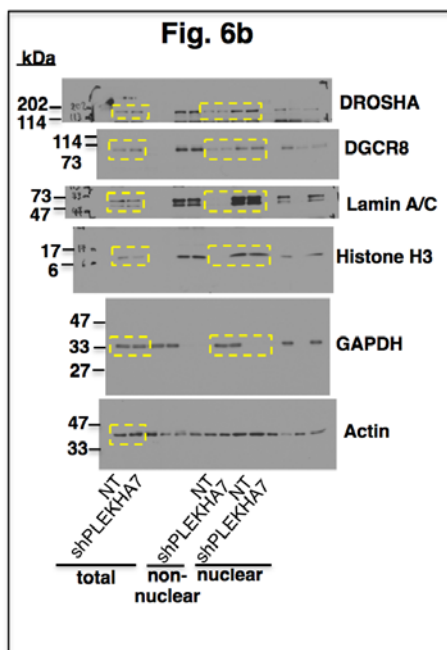 Fig. 6b
kDa
202
114
DROSHA
114
73
DGCR8
73
47
Lamin A/C
17
6
Histone H3
47
33
27
GAPDH
47
33
Actin
NT
shPLEKHA7
NT
shPLEKHA7
NT
shPLEKHA7
total
non-
nuclear
nuclear